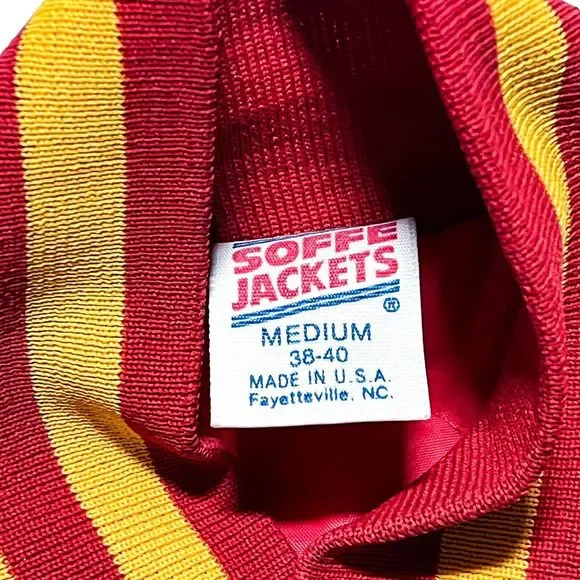 SOFFE
JACKETS
MEDIUM
38-40
MADE IN U.S.A.
Fayetteville, NC.